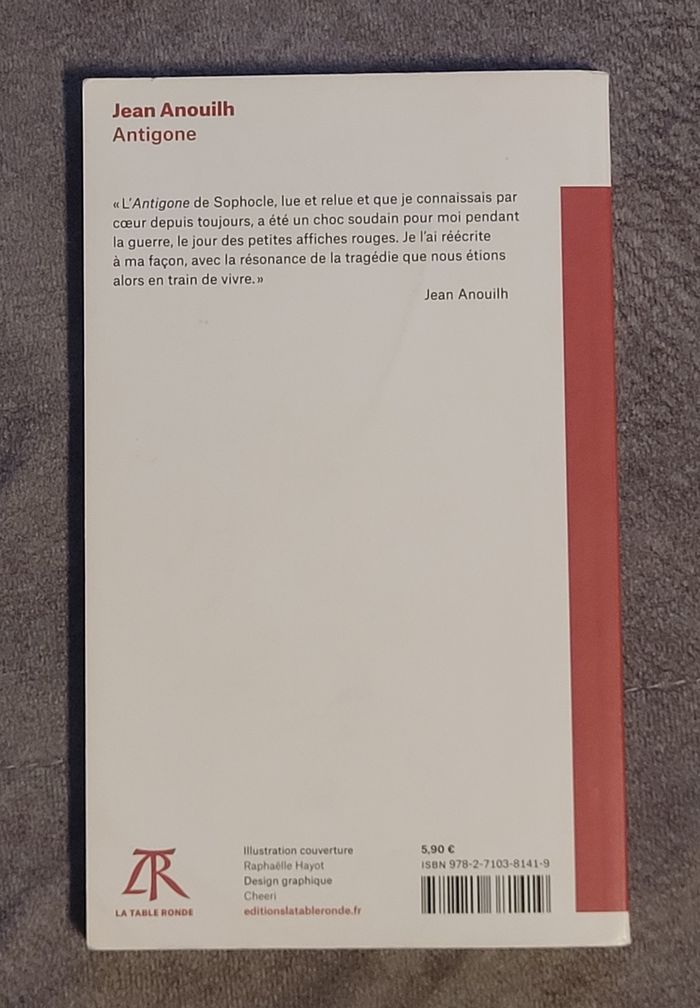 Jean Anouilh
Antigone
« L'Antigone de Sophocle, lue et relue et que je connaissais par
cœur depuis toujours, a été un choc soudain pour moi pendant
la guerre, le jour des petites affiches rouges. Je l'ai réécrite
à ma façon, avec la résonance de la tragédie que nous étions
alors en train de vivre. »
Jean Anouilh
LA TABLE RONDE
Illustration couverture
Raphaëlle Hayot
Design graphique
Cheeri
editionslatableronde.fr
5,90 €
ISBN 978-2-7103-8141-9